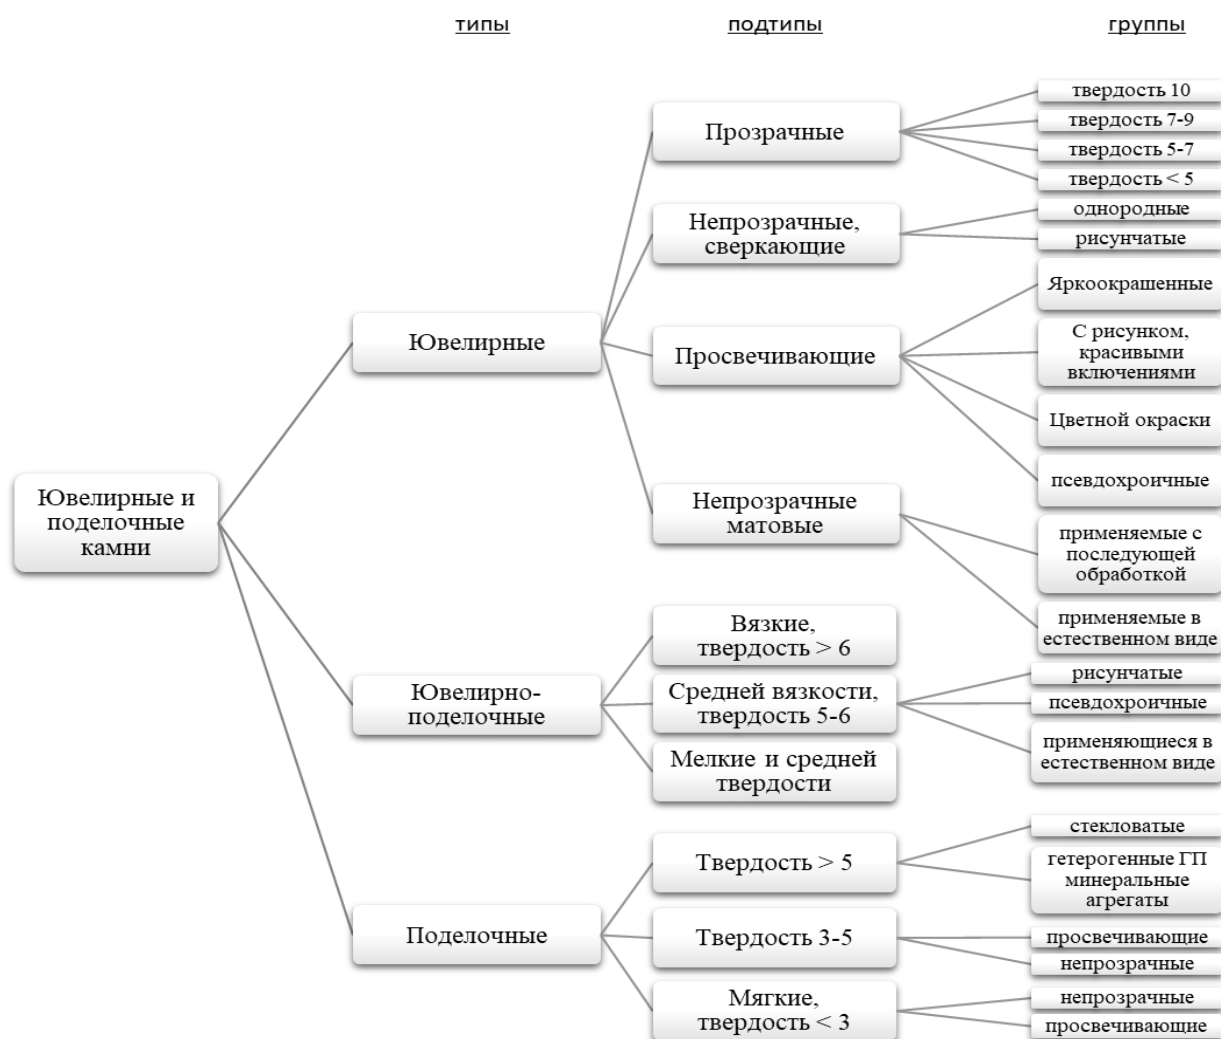 типы
подтипы
группы
Ювелирные и
поделочные
камни
Ювелирные
Прозрачные
твердость 10
твердость 7-9
твердость 5-7
твердость < 5
Непрозрачные,
сверкающие
однородные
рисунчатые
Просвечивающие
Яркоокрашенные
С рисунком,
красивыми
включениями
Цветной окраски
псевдохроичные
Непрозрачные
матовые
применяемые с
последующей
обработкой
применяемые в
естественном виде
Ювелирно-
поделочные
Вязкие,
твердость > 6
Средней вязкости,
твердость 5-6
рисунчатые
псевдохроичные
применяющиеся в
естественном виде
Мелкие и средней
твердости
Поделочные
Твердость > 5
стекловатые
гетерогенные ГП
минеральные
агрегаты
Твердость 3-5
просвечивающие
непрозрачные
Мягкие,
твердость < 3
непрозрачные
просвечивающие